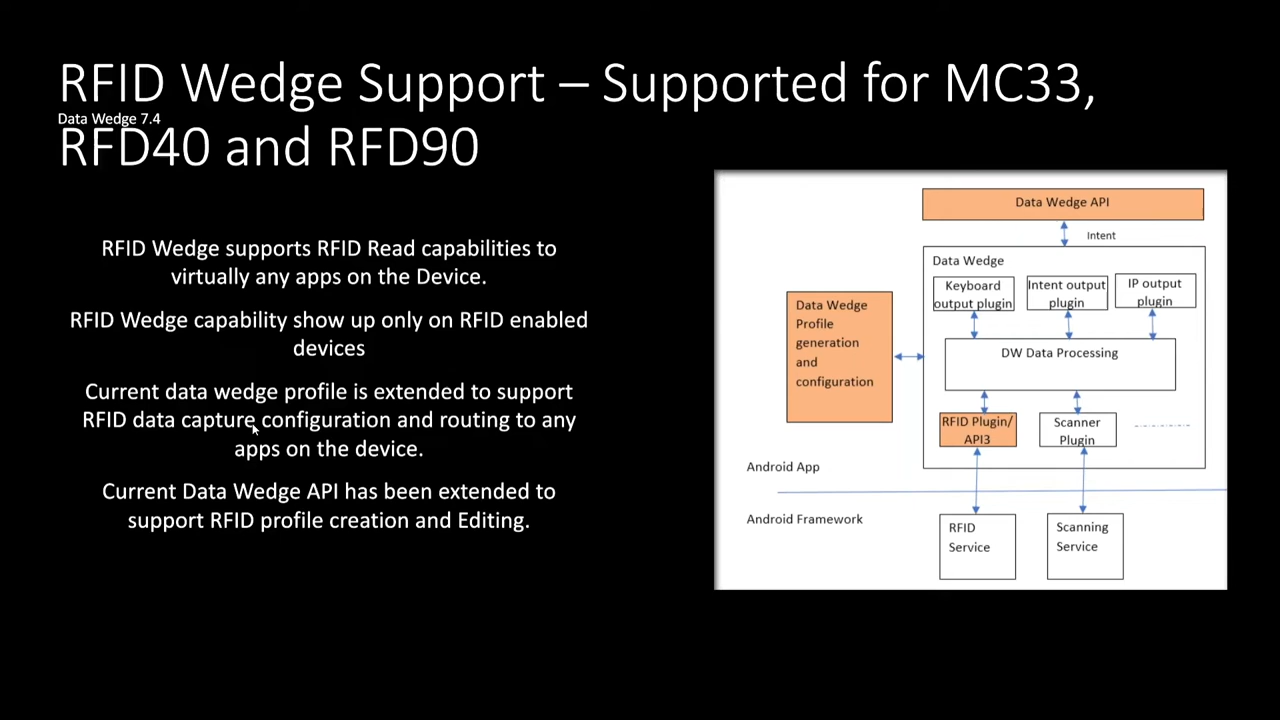 RFID Wedge Support – Supported for MC33,
Data Wedge 7.4
RFD40 and RFD90
RFID Wedge supports RFID Read capabilities to
virtually any apps on the Device.
RFID Wedge capability show up only on RFID enabled
devices
Current data wedge profile is extended to support
RFID data capture configuration and routing to any
apps on the device.
Current Data Wedge API has been extended to
support RFID profile creation and Editing.
Data Wedge API
Intent
Data Wedge
Keyboard
output plugin
Intent output
plugin
IP output
plugin
Data Wedge
Profile
generation
and
configuration
DW Data Processing
RFID Plugin/
API3
Scanner
Plugin
Android App
Android Framework
RFID
Service
Scanning
Service